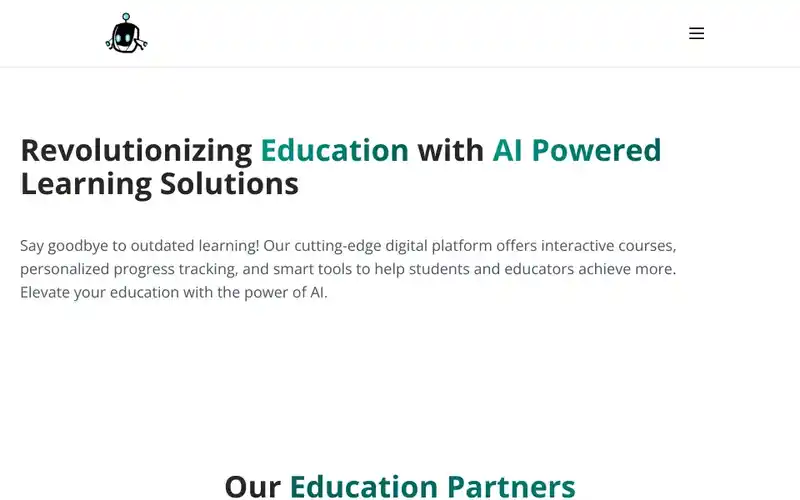 Revolutionizing Education with AI Powered
Learning Solutions
Say goodbye to outdated learning! Our cutting-edge digital platform offers interactive courses,
personalized progress tracking, and smart tools to help students and educators achieve more.
Elevate your education with the power of AI.
Our Education Partners